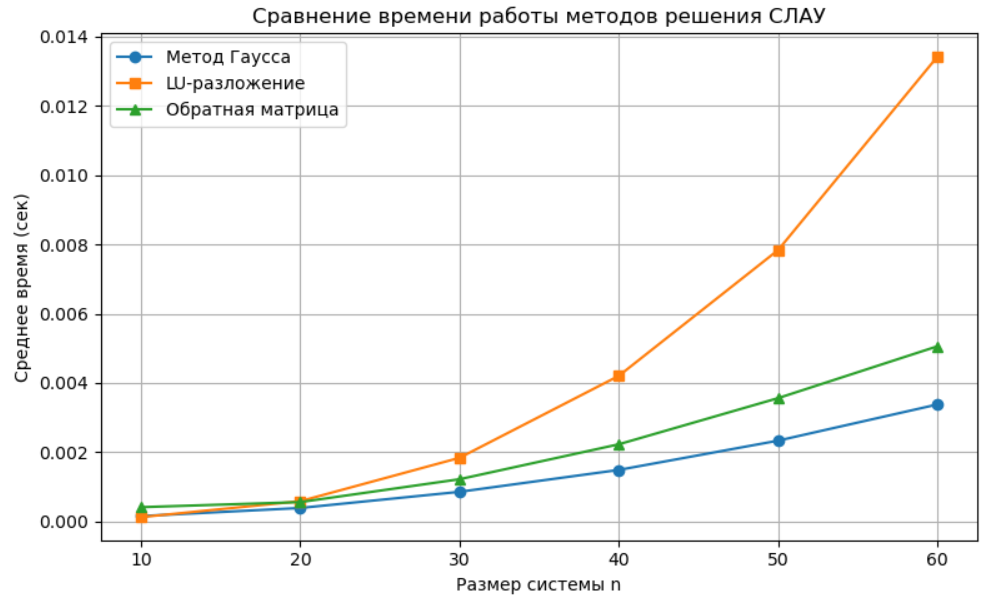 Сравнение времени работы методов решения СЛАУ
Метод Гаусса
LU-разложение
Обратная матрица
Среднее время (сек)
0.014
0.012
0.010
0.008
0.006
0.004
0.002
0.000
10 20 30 40 50 60
Размер системы n